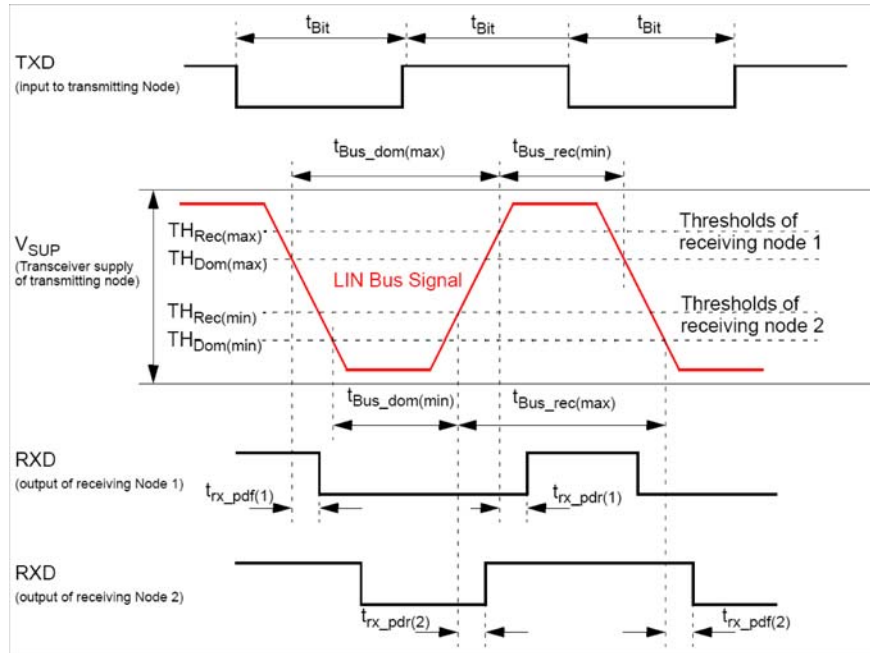 tBit tBit tBit
TXD
(input to transmitting Node)
tBus_dom(max) tBus_rec(min)
VSUP
(Transceiver supply
of transmitting node)
THRec(max)
THDom(max)
THRec(min)
THDom(min)
LIN Bus Signal
Thresholds of
receiving node 1
Thresholds of
receiving node 2
tBus_dom(min) tBus_rec(max)
RXD
(output of receiving Node 1)
trx_pdf(1) trx_pdr(1)
RXD
(output of receiving Node 2)
trx_pdr(2) trx_pdf(2)